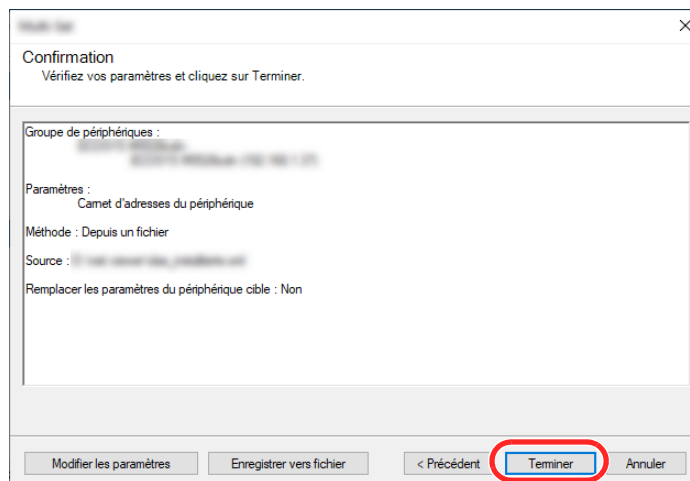 Confirmation
Vérifiez vos paramètres et cliquez sur Terminer.
Groupe de périphériques :
Paramètres :
Carnet d'adresses du périphérique
Méthode : Depuis un fichier
Source :
Remplacer les paramètres du périphérique cible : Non
Modifier les paramètres
Enregistrer vers fichier
< Précédent
Terminer
Annuler